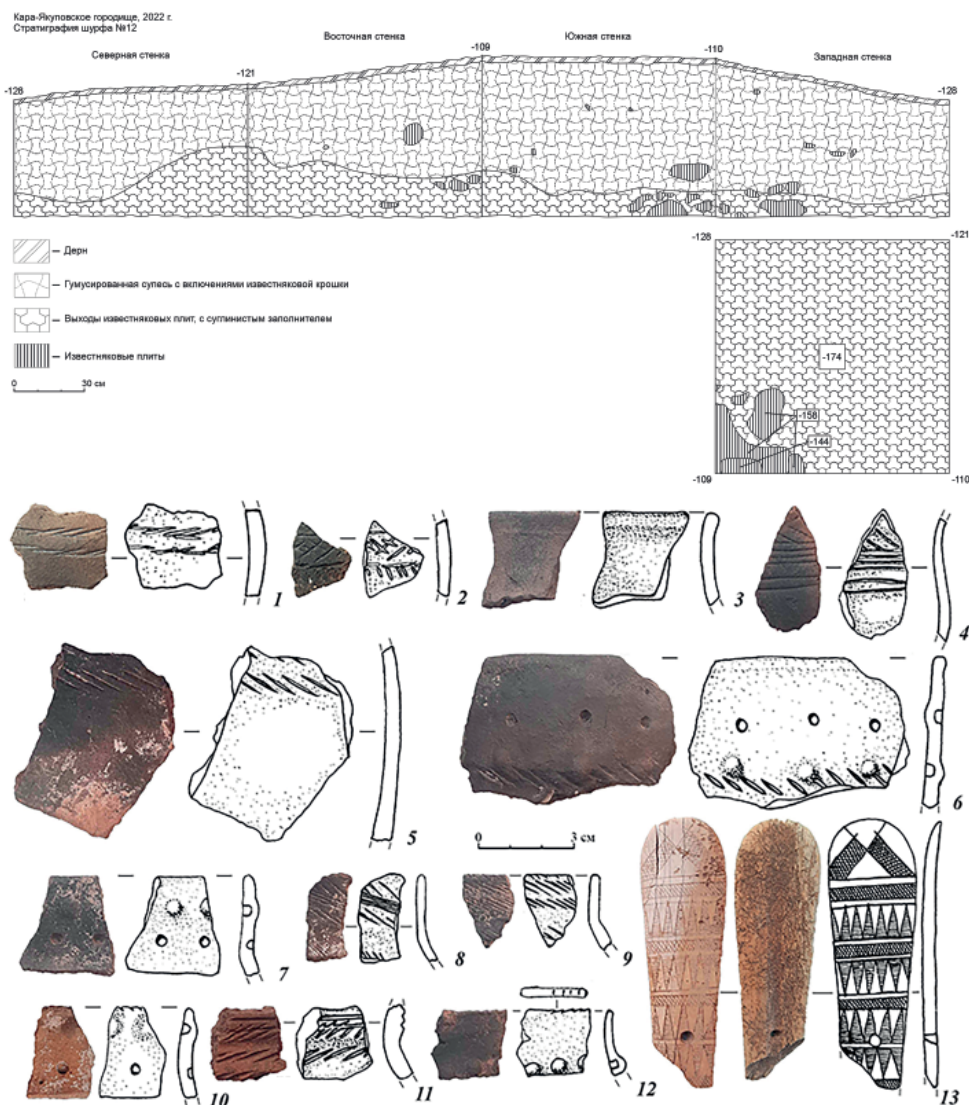 Кара-Якуповское городище, 2022 г.
Стратиграфия шурфа №12
Северная стенка
Восточная стенка
Южная стенка
Западная стенка
-128
-121
-109
-110
-128
Дерн
Гумусированная супесь с включениями известняковой крошки
Выходы известняковых плит, с суглинистым заполнителем
Известняковые плиты
0 30 см
-128
-121
-174
-158
-144
-109
-110
1
2
3
4
5
6
0 3 см
7
8
9
10
11
12
13